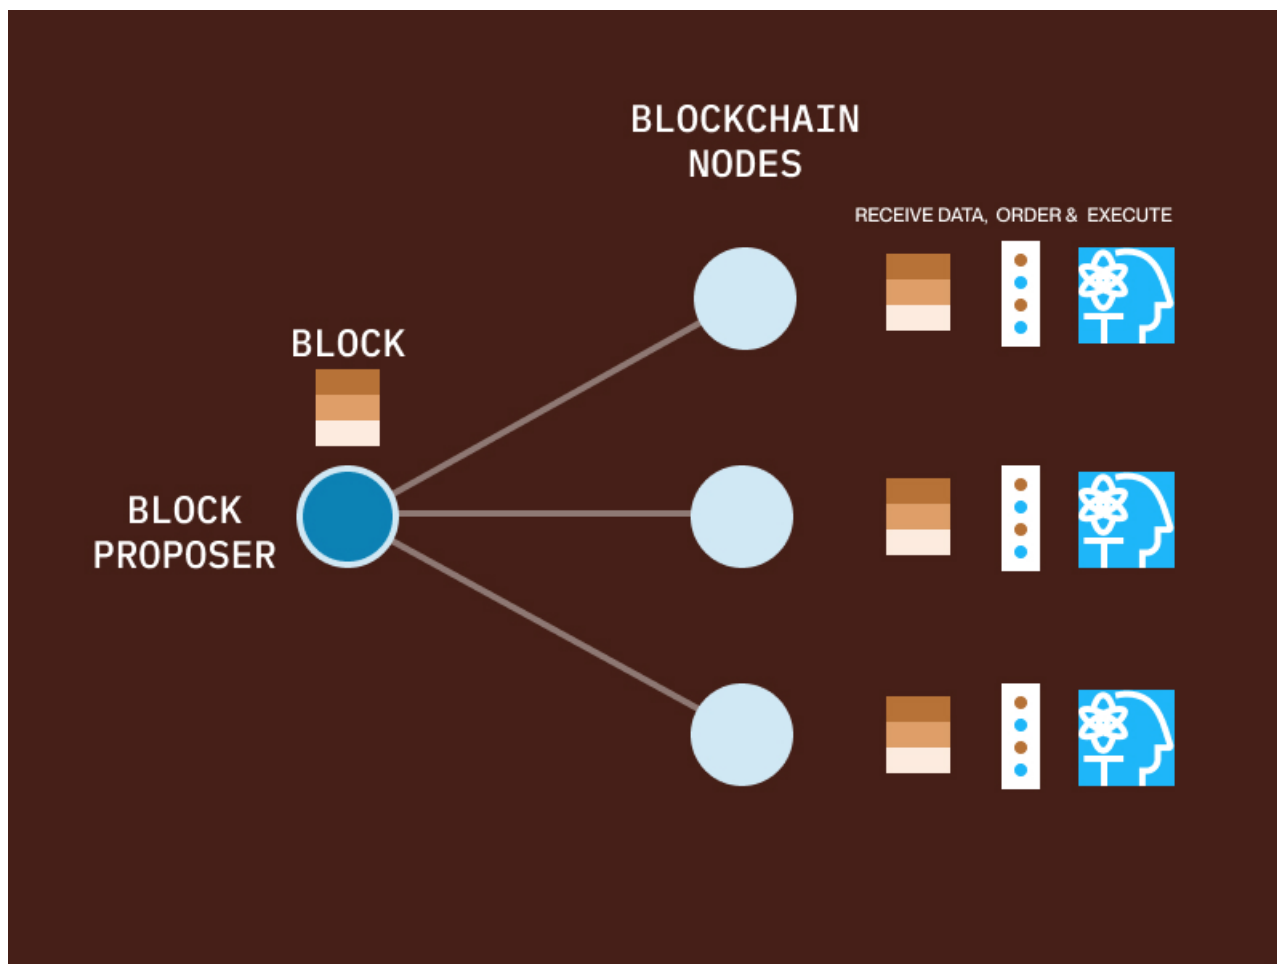 BLOCKCHAIN
NODES
RECEIVE DATA, ORDER & EXECUTE
BLOCK
BLOCK
PROPOSER